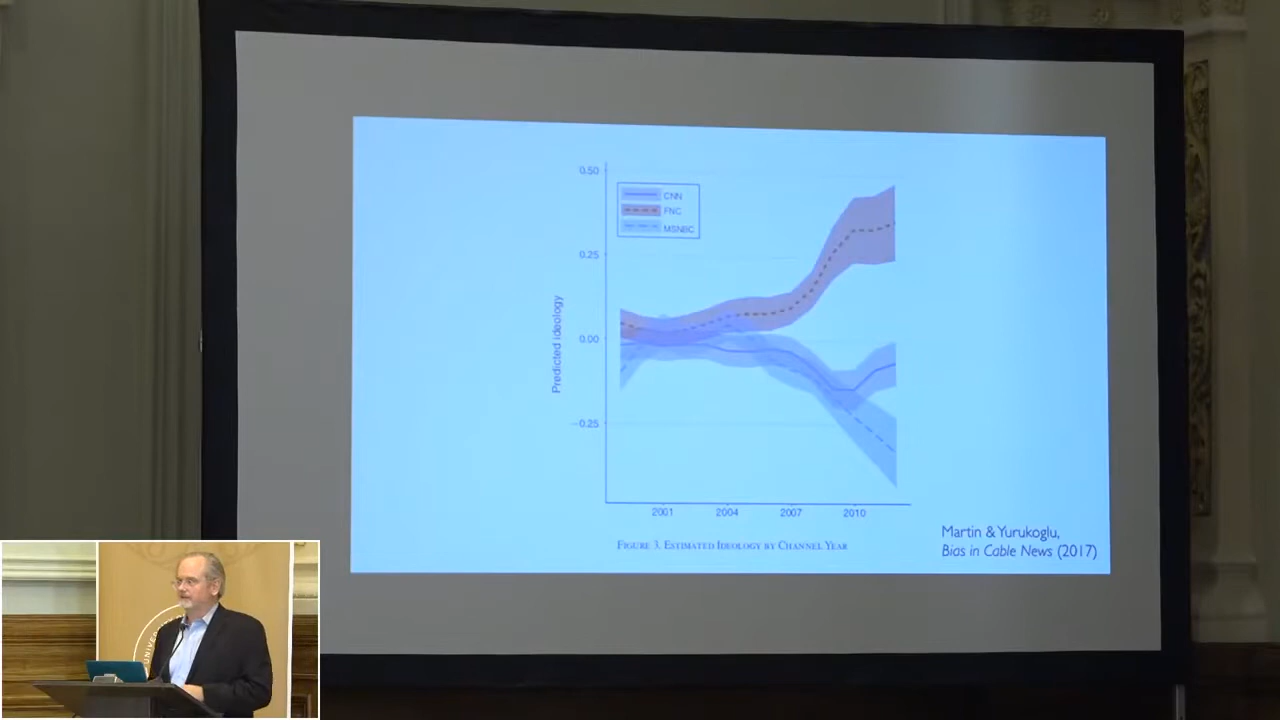 0.50
CNN
FNC
MSNBC
0.25
0.00
−0.25
Predicted ideology
2001 2004 2007 2010
FIGURE 3. ESTIMATED IDEOLOGY BY CHANNEL YEAR
Martin & Yurukoglu,
Bias in Cable News (2017)